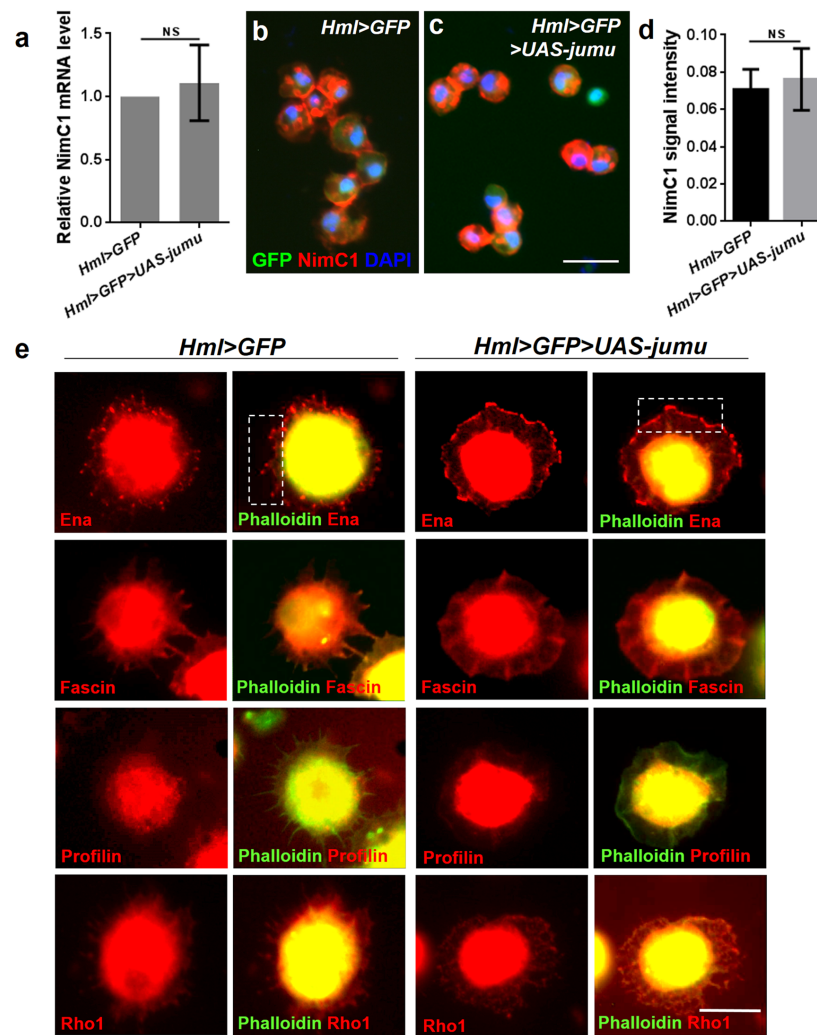 a
NS
Relative NimC1 mRNA level
1.5
1.0
0.5
0.0
Hml>GFP
Hml>GFP>UAS-jumu
b
Hml>GFP
GFP NimC1 DAPI
c
Hml>GFP
>UAS-jumu
d
NS
NimC1 signal intensity
0.10
0.08
0.06
0.04
0.02
0.00
Hml>GFP
Hml>GFP>UAS-jumu
e
Hml>GFP
Hml>GFP>UAS-jumu
Ena
Phalloidin Ena
Ena
Phalloidin Ena
Fascin
Phalloidin Fascin
Fascin
Phalloidin Fascin
Profilin
Phalloidin Profilin
Profilin
Phalloidin Profilin
Rho1
Phalloidin Rho1
Rho1
Phalloidin Rho1